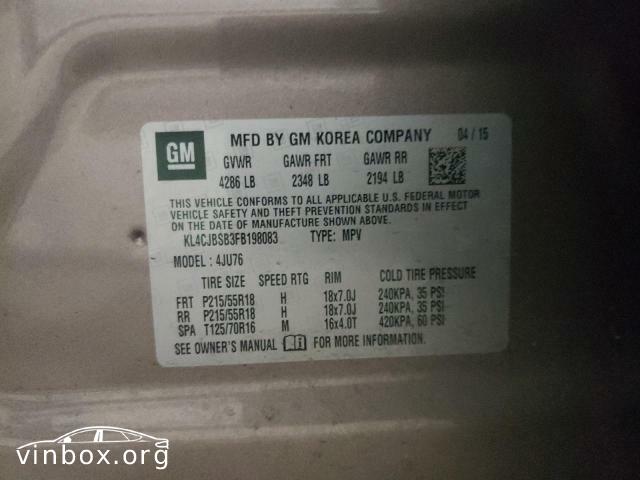 GM
MFD BY GM KOREA COMPANY 04 / 15
GVWR GAWR FRT GAWR RR
4286 LB 2348 LB 2194 LB
THIS VEHICLE CONFORMS TO ALL APPLICABLE U.S. FEDERAL MOTOR
VEHICLE SAFETY AND THEFT PREVENTION STANDARDS IN EFFECT
ON THE DATE OF MANUFACTURE SHOWN ABOVE.
KL4CJBSB3FB198083 TYPE: MPV
MODEL : 4JU76
TIRE SIZE SPEED RTG RIM COLD TIRE PRESSURE
FRT P215/55R18 H 18x7.0J 240KPA, 35 PSI
RR P215/55R18 H 18x7.0J 240KPA, 35 PSI
SPA T125/70R16 M 16x4.0T 420KPA, 60 PSI
SEE OWNER'S MANUAL FOR MORE INFORMATION.
vinbox.org